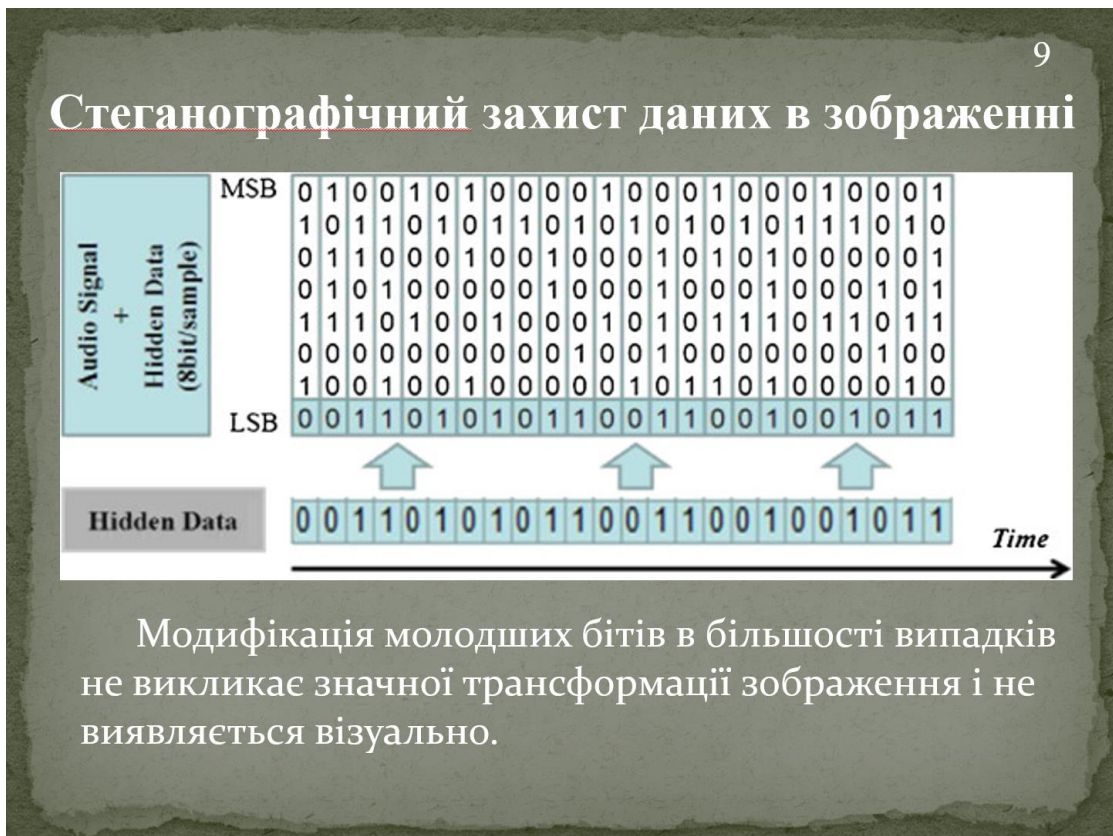 9
Стеганографічний захист даних в зображенні
Audio Signal
+
Hidden Data
(8bit/sample)
MSB 0 1 0 0 1 0 1 0 0 0 0 1 0 0 0 1 0 0 0 1 0 0 0 1
1 0 1 1 0 1 0 1 1 0 1 0 1 0 1 0 1 0 1 1 1 0 1 0
0 1 1 0 0 0 1 0 0 1 0 0 0 1 0 1 0 1 0 0 0 0 0 1
0 1 0 1 0 0 0 0 0 1 0 0 0 1 0 0 0 1 0 0 0 1 0 1
1 1 1 0 1 0 0 1 0 0 0 1 0 1 0 1 1 1 0 1 1 0 1 1
0 0 0 0 0 0 0 0 0 0 1 0 0 1 0 0 0 0 0 0 0 1 0 0
1 0 0 1 0 0 1 0 0 0 0 0 1 0 1 1 0 1 0 0 0 0 1 0
LSB 0 0 1 1 0 1 0 1 0 1 1 0 0 1 1 0 0 1 0 0 1 0 1 1
Hidden Data 0 0 1 1 0 1 0 1 0 1 1 0 0 1 1 0 0 1 0 0 1 0 1 1
Time
Модифікація молодших бітів в більшості випадків
не викликає значної трансформації зображення і не
виявляється візуально.